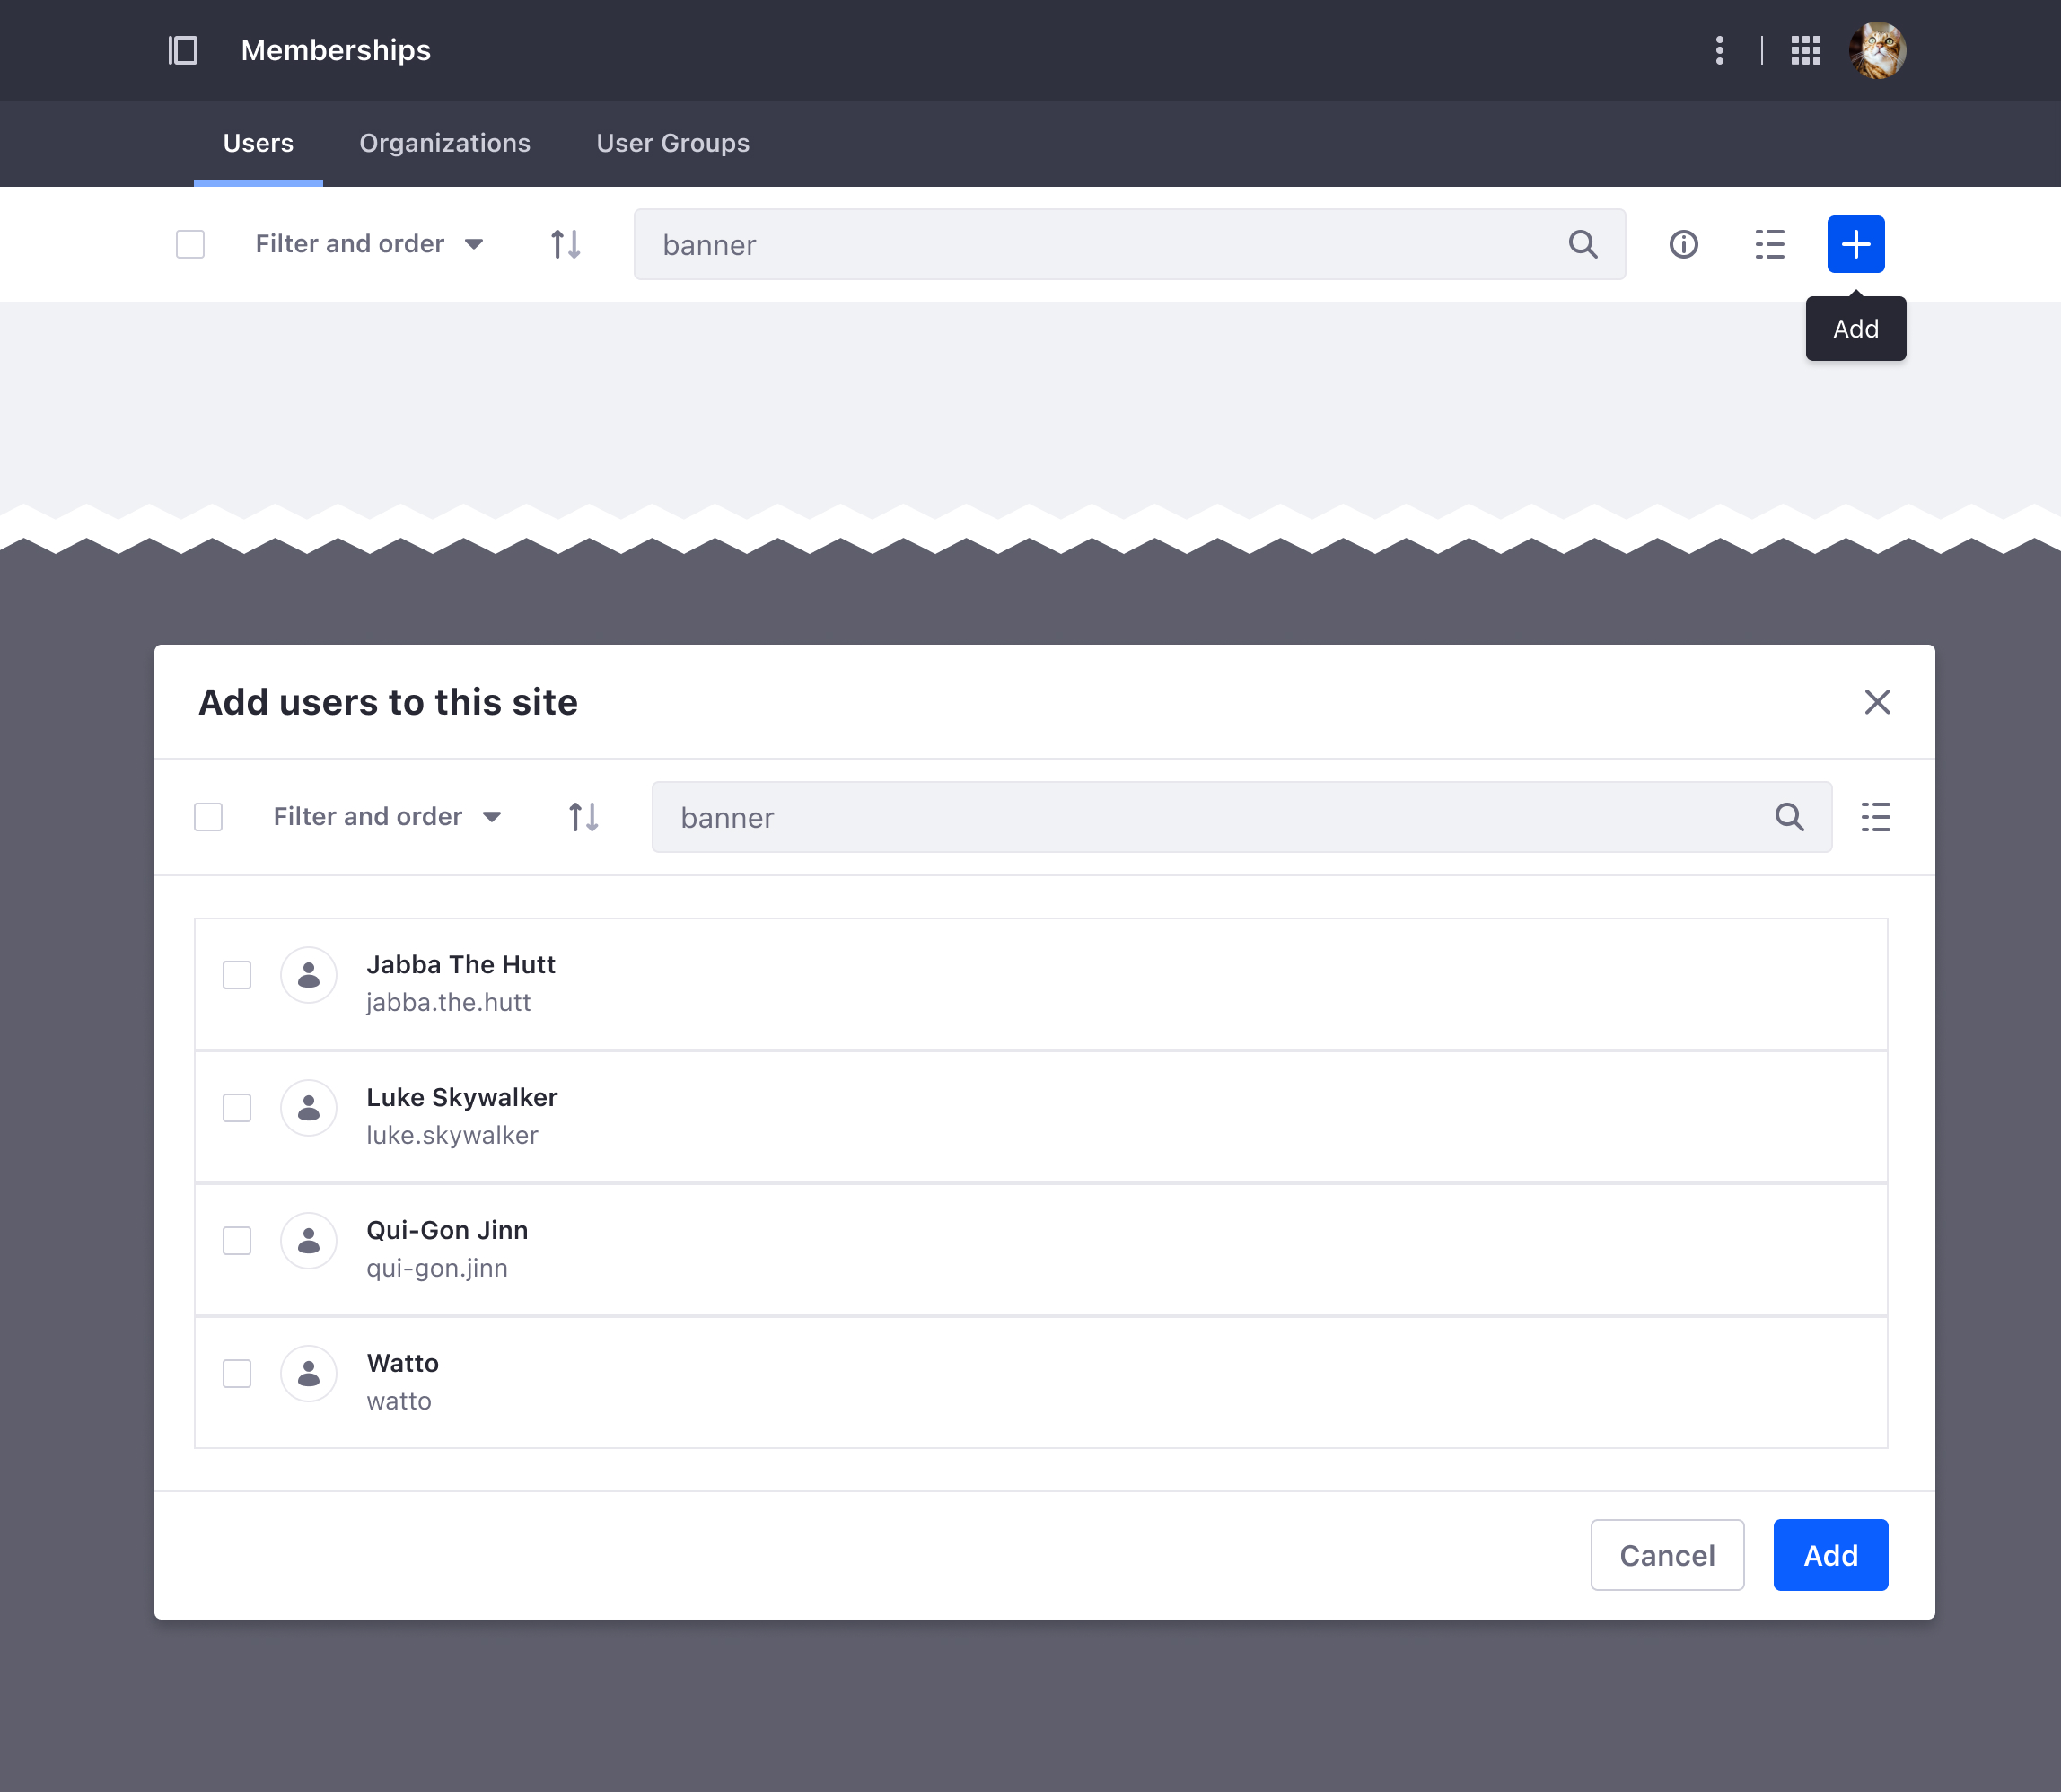 Memberships
Users Organizations User Groups
Filter and order banner
Add
Add users to this site
Filter and order banner
Jabba The Hutt
jabba.the.hutt
Luke Skywalker
luke.skywalker
Qui-Gon Jinn
qui-gon.jinn
Watto
watto
Cancel Add